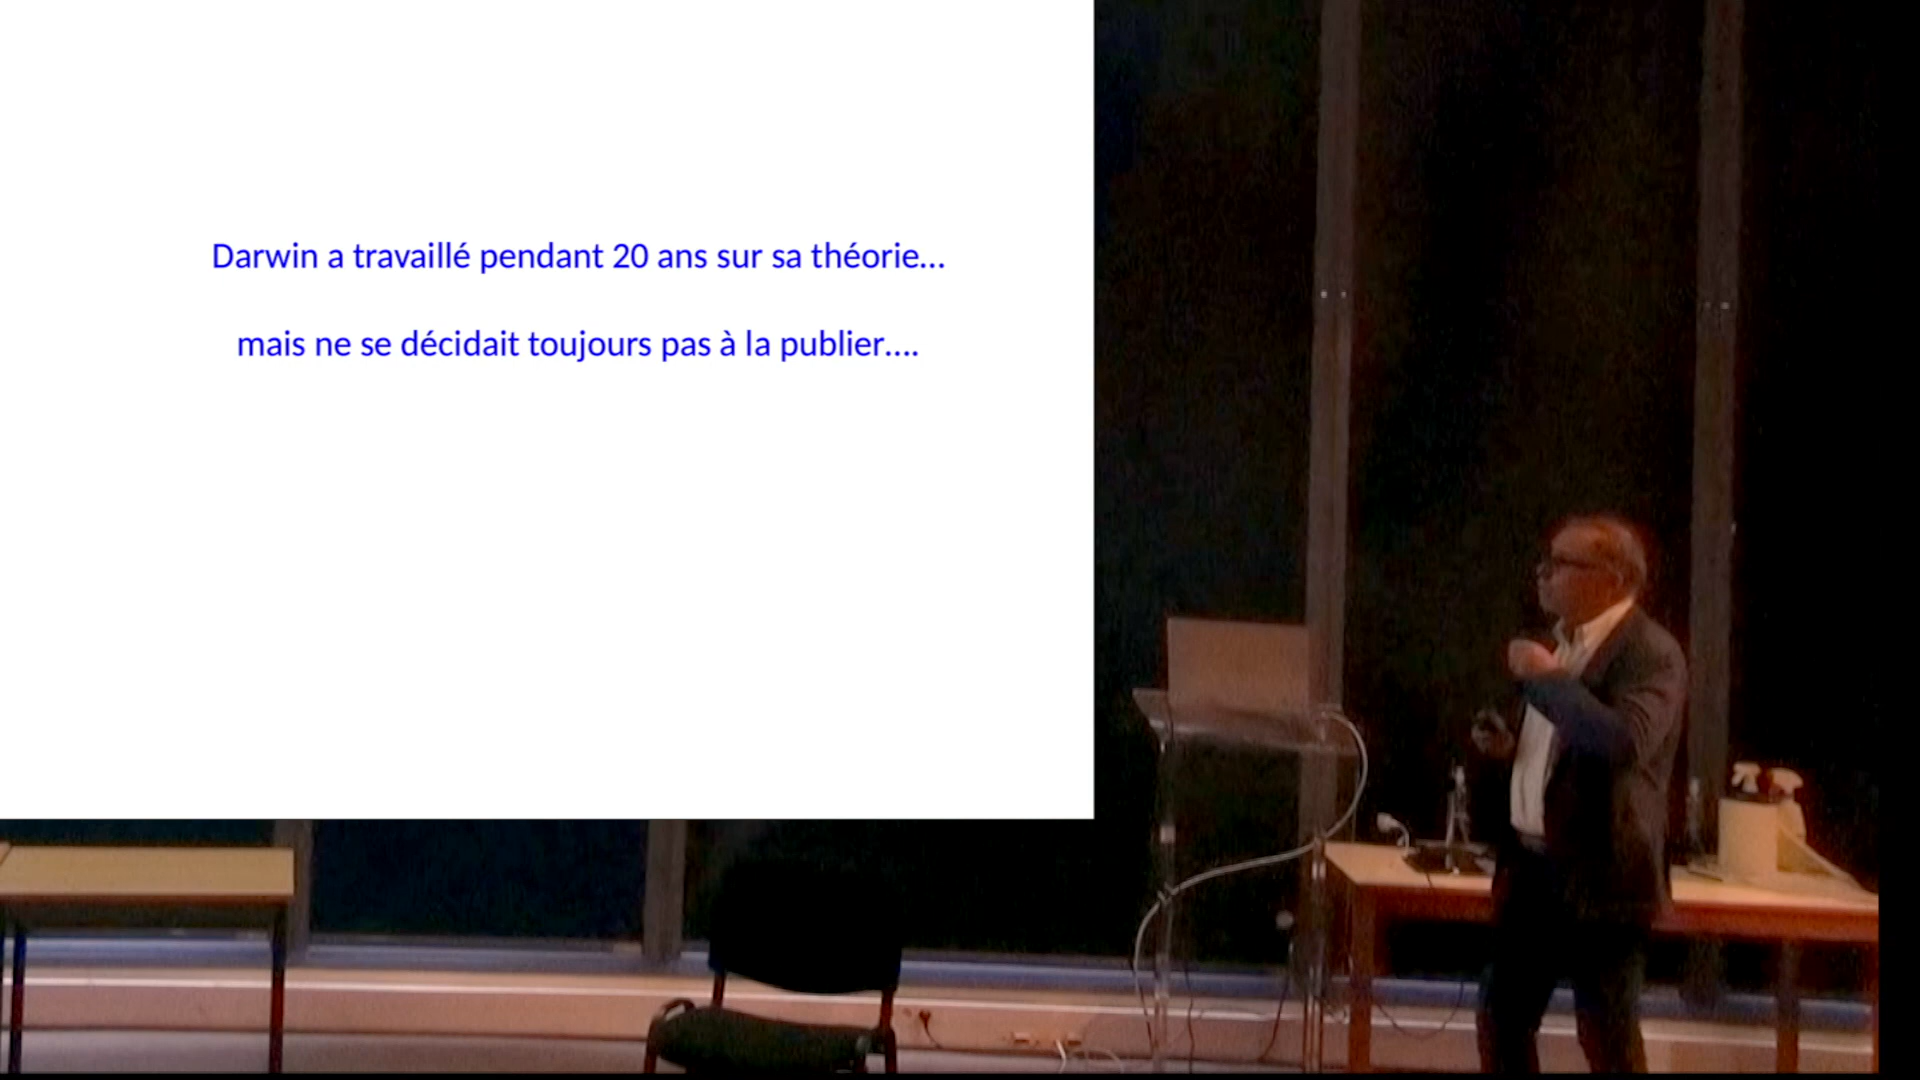 Darwin a travaillé pendant 20 ans sur sa théorie...
mais ne se décidait toujours pas à la publier....